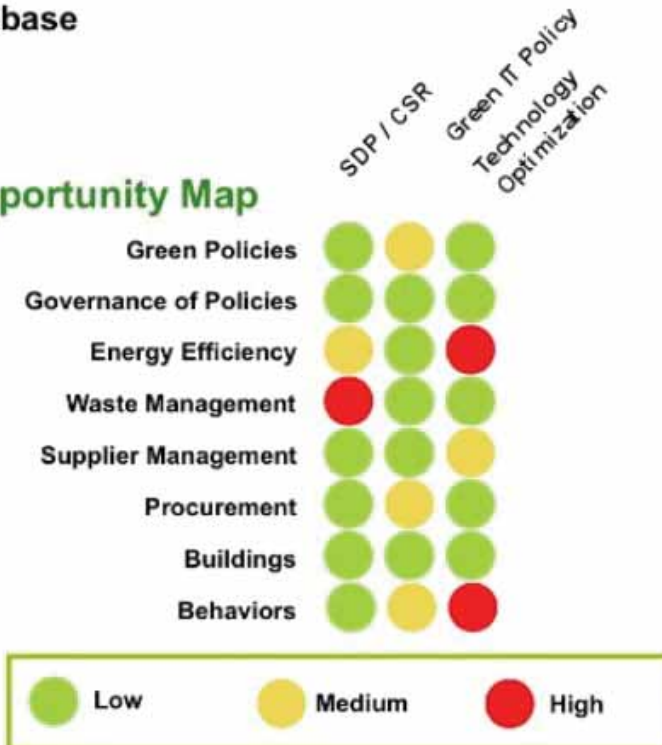 base
SDP / CSR
Green IT Policy
Technology
Optimization
portunity Map
Green Policies
Governance of Policies
Energy Efficiency
Waste Management
Supplier Management
Procurement
Buildings
Behaviors
Low
Medium
High